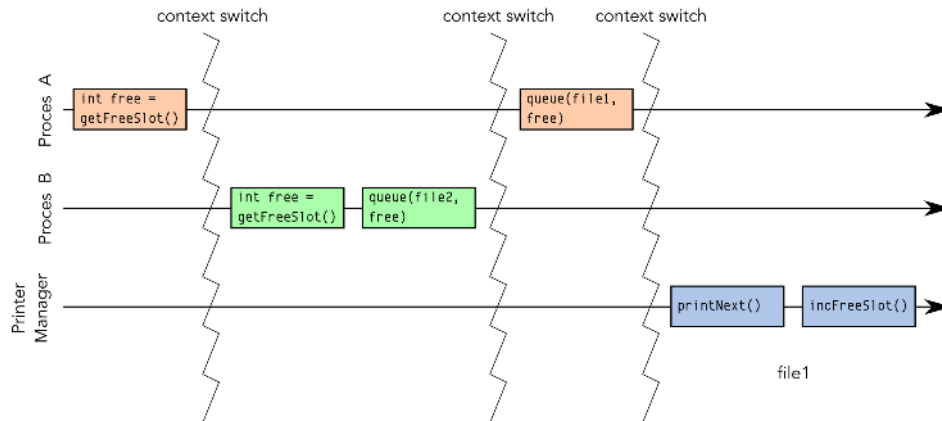 context switch
context switch
context switch
Proces A
int free =
getFreeSlot()
queue(file1,
free)
Proces B
int free =
getFreeSlot()
queue(file2,
free)
Printer
Manager
printNext()
incFreeSlot()
file1